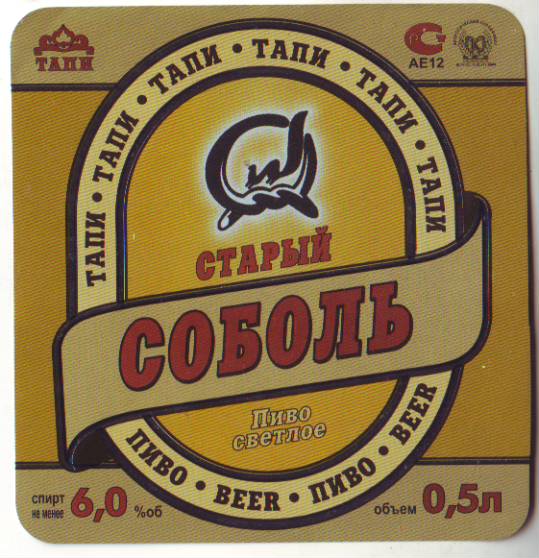 ТАПИ
АЕ12
ТАПИ • ТАПИ • ТАПИ • ТАПИ • ТАПИ • ТАПИ
СТАРЫЙ
СОБОЛЬ
Пиво
светлое
ПИВО • BEER • ПИВО • BEER
спирт
не менее
6,0 %об
объем 0,5л